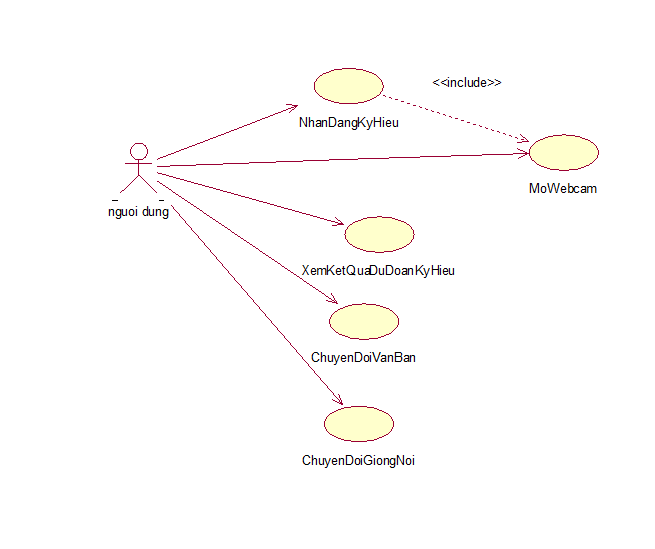 <<include>>
NhanDangKyHieu
MoWebcam
nguoi dung
XemKetQuaDuDoanKyHieu
ChuyenDoiVanBan
ChuyenDoiGiongNoi